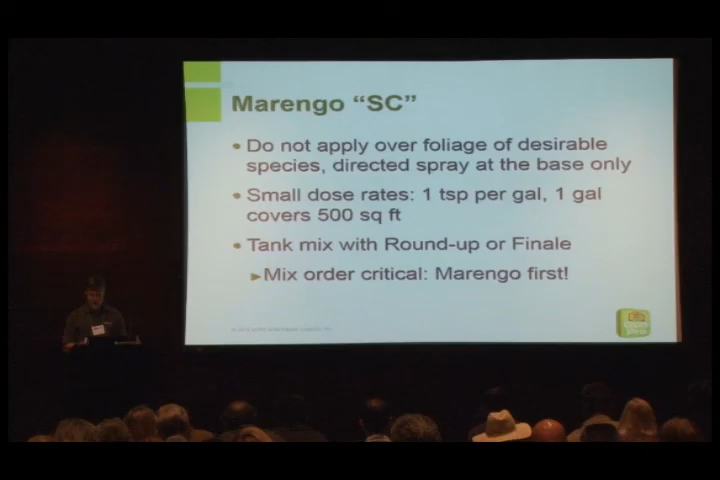 Marengo “SC”
• Do not apply over foliage of desirable
species, directed spray at the base only
• Small dose rates: 1 tsp per gal, 1 gal
covers 500 sq ft
• Tank mix with Round-up or Finale
►Mix order critical: Marengo first!